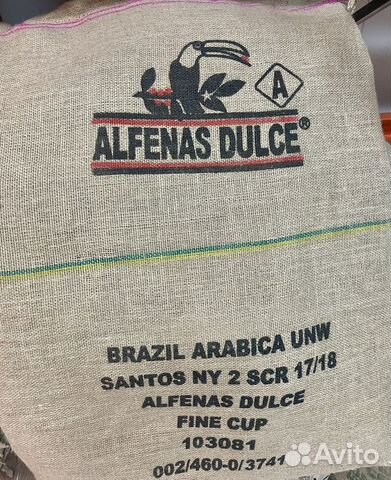 A
ALFENAS DULCE®
BRAZIL ARABICA UNW
SANTOS NY 2 SCR 17/18
ALFENAS DULCE
FINE CUP
103081
002/460-0/3741
Avito